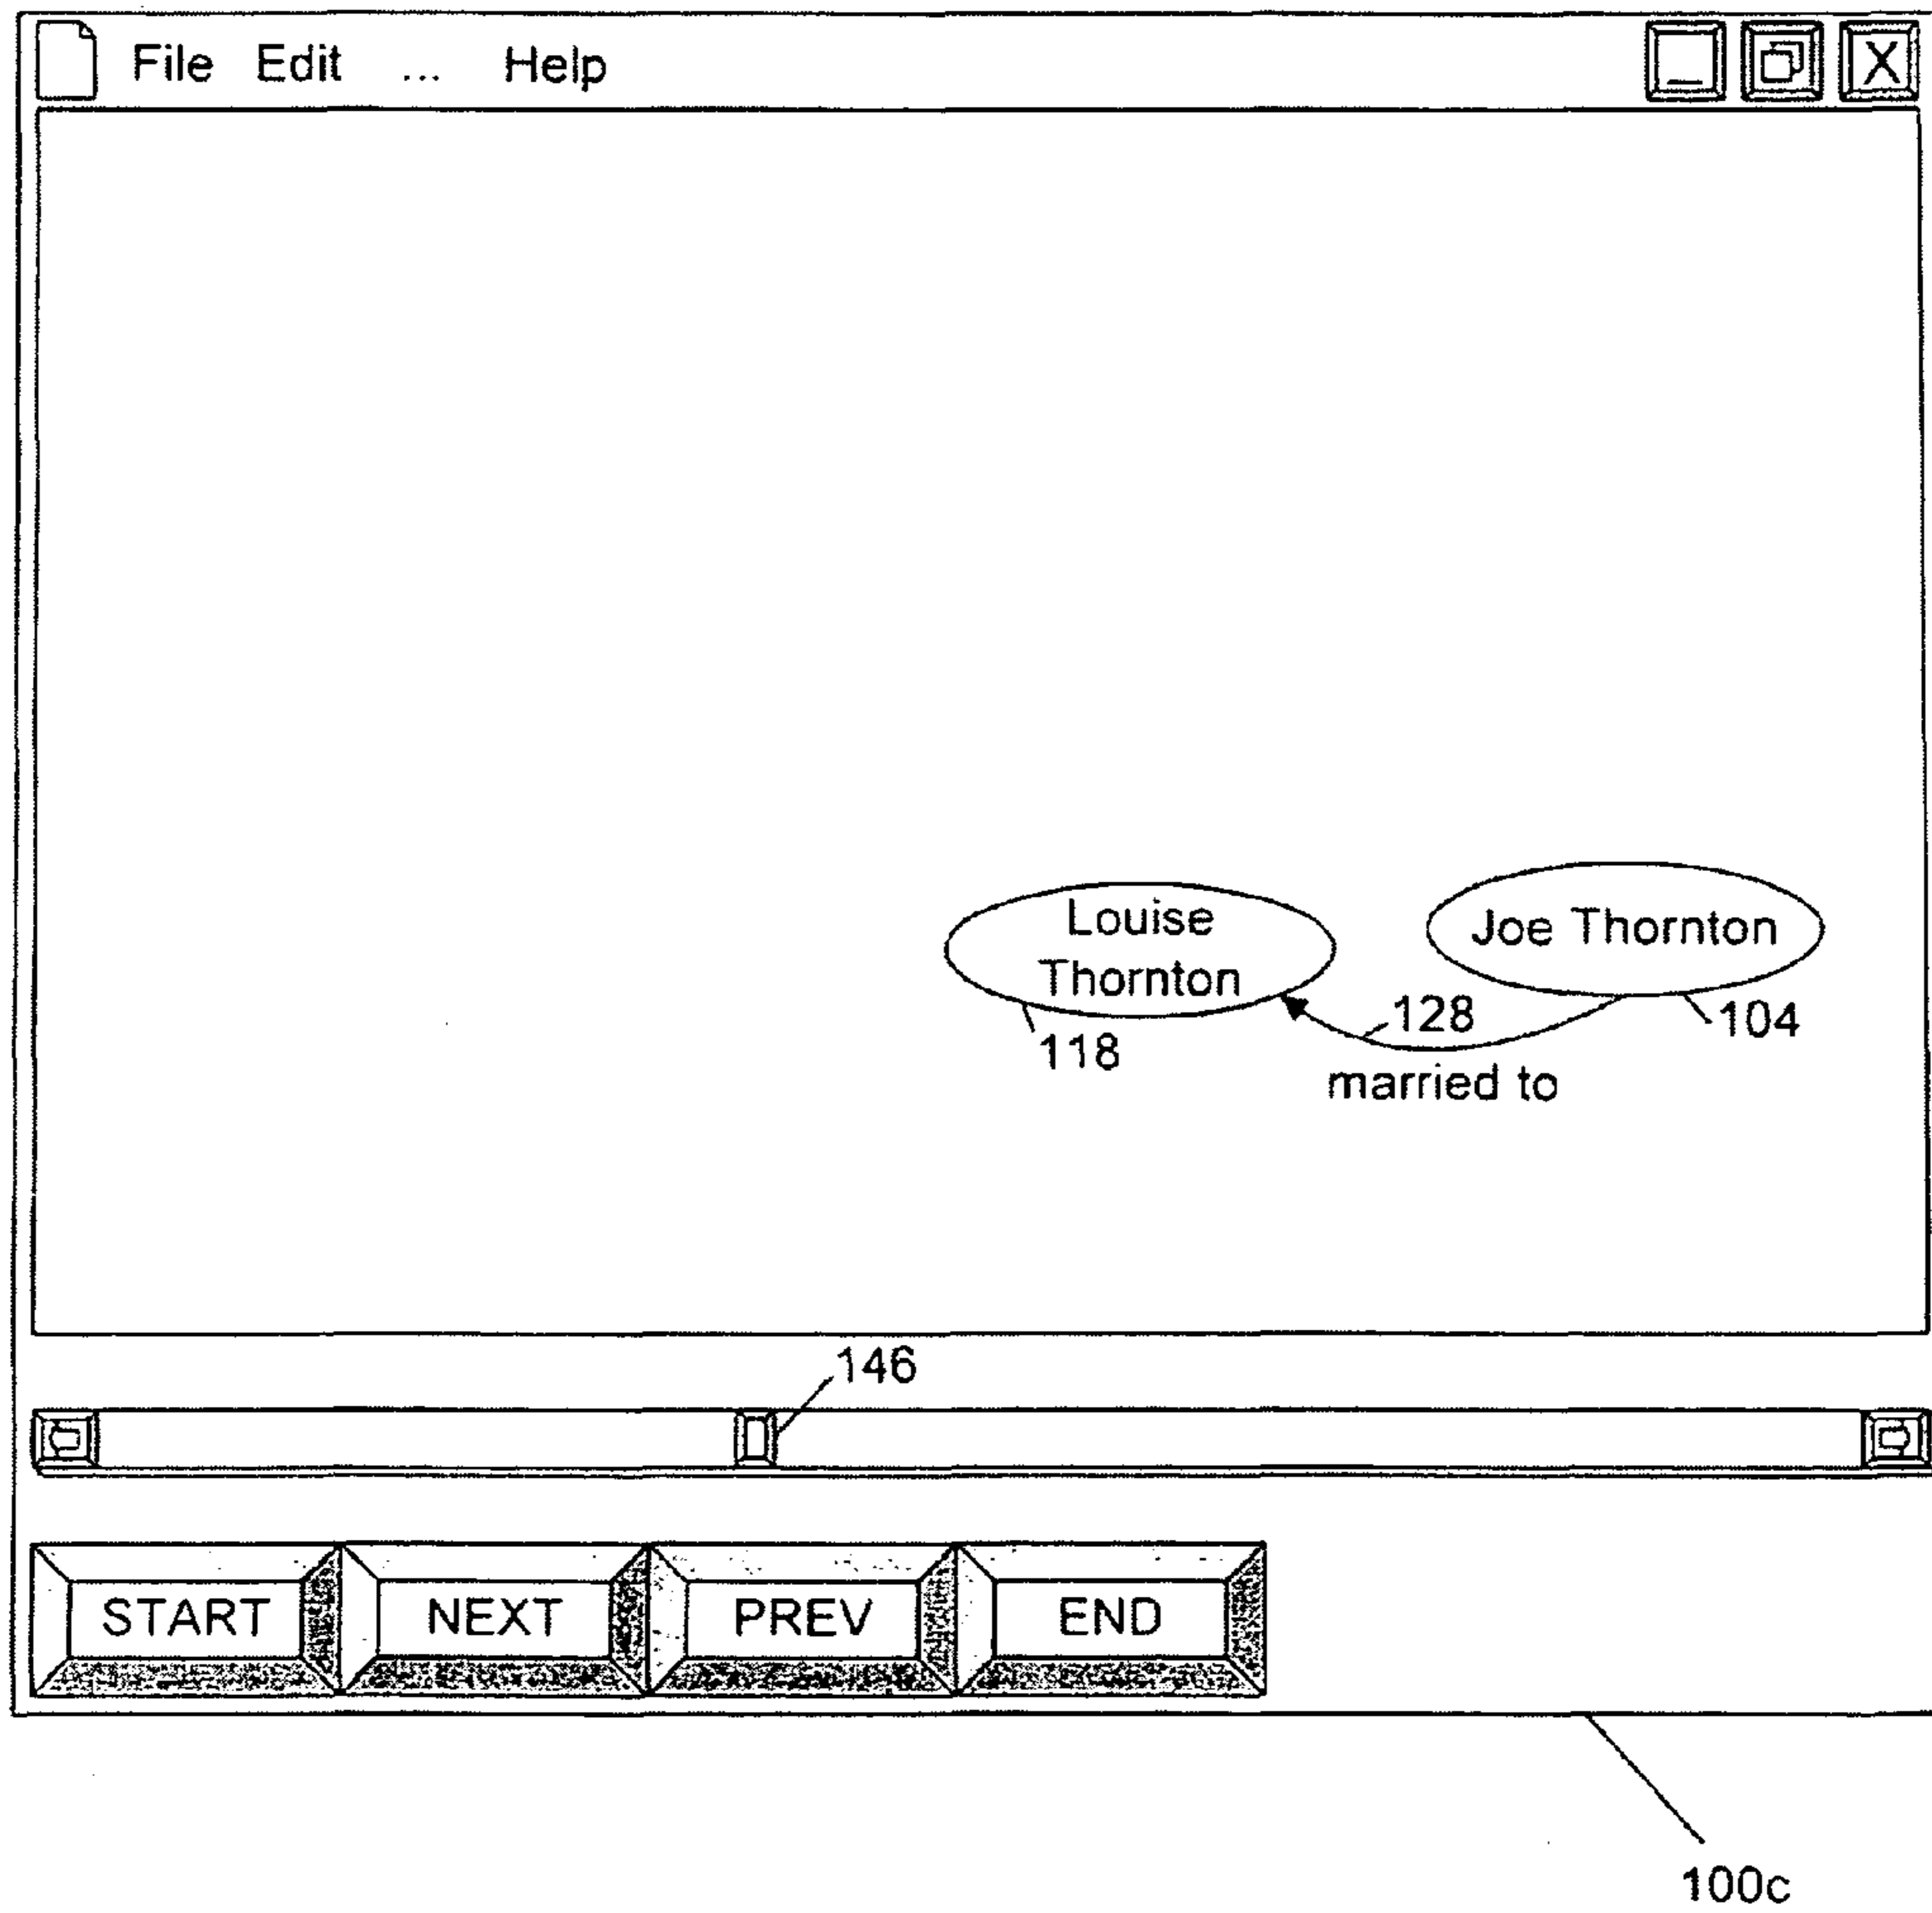 File Edit ... Help
Louise
Thornton
Joe Thornton
128
104
118
married to
146
START NEXT PREV END
100c